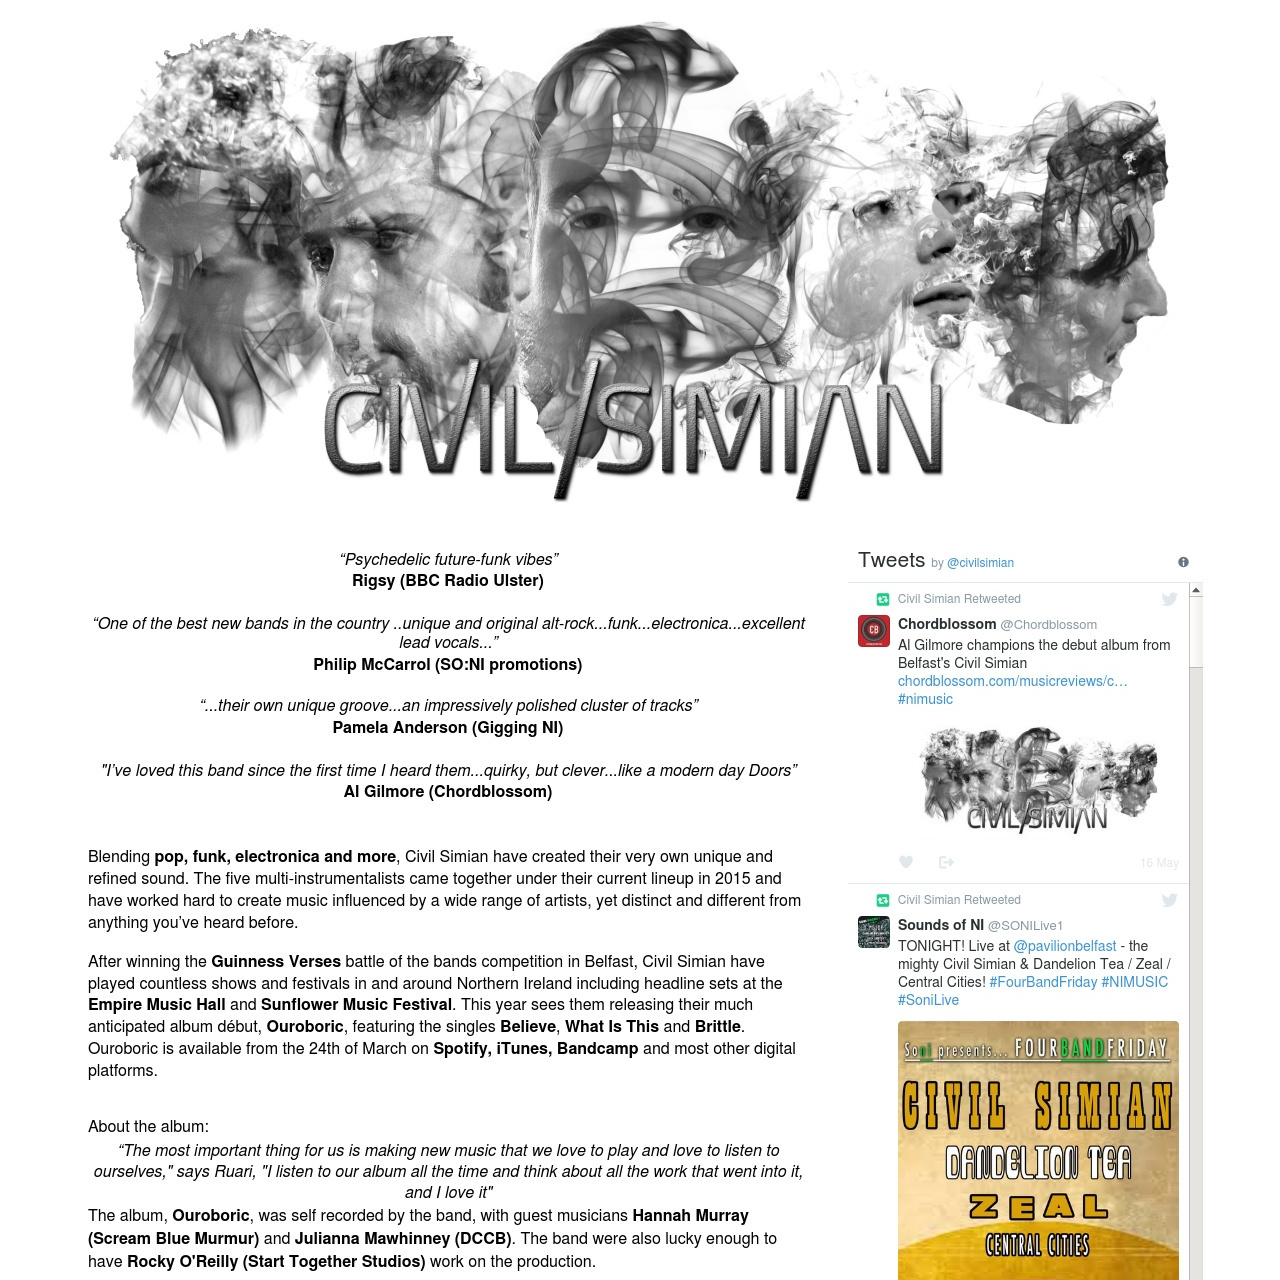 CIVIL/SIMIAN
“Psychedelic future-funk vibes”
Rigsy (BBC Radio Ulster)
“One of the best new bands in the country ..unique and original alt-rock...funk...electronica...excellent
lead vocals...”
Philip McCarrol (SO:NI promotions)
“...their own unique groove...an impressively polished cluster of tracks”
Pamela Anderson (Gigging NI)
"I’ve loved this band since the first time I heard them...quirky, but clever...like a modern day Doors”
Al Gilmore (Chordblossom)
Blending pop, funk, electronica and more, Civil Simian have created their very own unique and
refined sound. The five multi-instrumentalists came together under their current lineup in 2015 and
have worked hard to create music influenced by a wide range of artists, yet distinct and different from
anything you’ve heard before.
After winning the Guinness Verses battle of the bands competition in Belfast, Civil Simian have
played countless shows and festivals in and around Northern Ireland including headline sets at the
Empire Music Hall and Sunflower Music Festival. This year sees them releasing their much
anticipated album début, Ouroboric, featuring the singles Believe, What Is This and Brittle.
Ouroboric is available from the 24th of March on Spotify, iTunes, Bandcamp and most other digital
platforms.
About the album:
“The most important thing for us is making new music that we love to play and love to listen to
ourselves," says Ruari, "I listen to our album all the time and think about all the work that went into it,
and I love it"
The album, Ouroboric, was self recorded by the band, with guest musicians Hannah Murray
(Scream Blue Murmur) and Julianna Mawhinney (DCCB). The band were also lucky enough to
have Rocky O'Reilly (Start Together Studios) work on the production.
Tweets by @civilsimian
Civil Simian Retweeted
CB
Chordblossom @Chordblossom
Al Gilmore champions the debut album from
Belfast's Civil Simian
chordblossom.com/musicreviews/c…
#nimusic
CIVIL/SIMIAN
16 May
Civil Simian Retweeted
Sounds of NI @SONILive1
TONIGHT! Live at @pavilionbelfast - the
mighty Civil Simian & Dandelion Tea / Zeal /
Central Cities! #FourBandFriday #NIMUSIC
#SoniLive
SoNI presents... FOURBANDFRIDAY
CIVIL SIMIAN
DANDELION TEA
ZEAL
CENTRAL CITIES